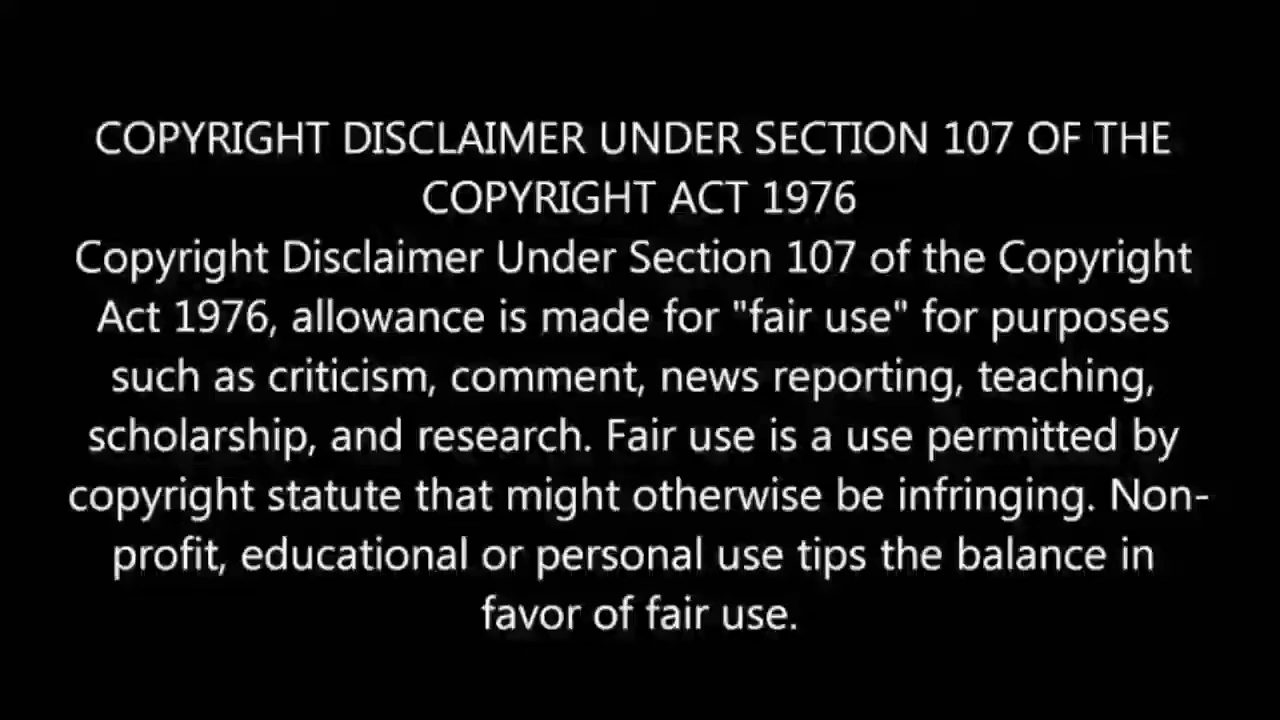 COPYRIGHT DISCLAIMER UNDER SECTION 107 OF THE
COPYRIGHT ACT 1976
Copyright Disclaimer Under Section 107 of the Copyright
Act 1976, allowance is made for "fair use" for purposes
such as criticism, comment, news reporting, teaching,
scholarship, and research. Fair use is a use permitted by
copyright statute that might otherwise be infringing. Non-
profit, educational or personal use tips the balance in
favor of fair use.